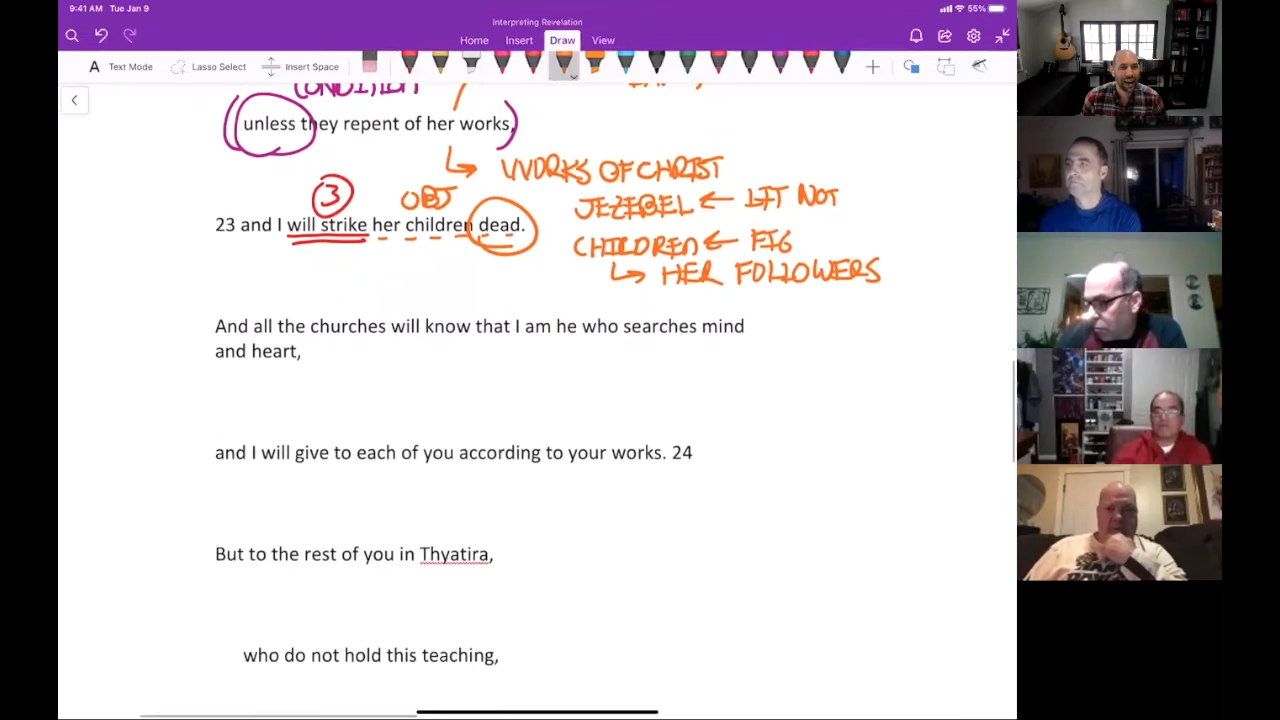 9:41 AM Tue Jan 9
55%
Interpreting Revelation
Home Insert Draw View
A Text Mode Lasso Select Insert Space
CONDITION
unless they repent of her works,
WORKS OF CHRIST
3 OBJ
JEZEBEL ← LIT NOT
23 and I will strike her children dead.
CHILDREN ← FIG
HER FOLLOWERS
And all the churches will know that I am he who searches mind
and heart,
and I will give to each of you according to your works. 24
But to the rest of you in Thyatira,
who do not hold this teaching,